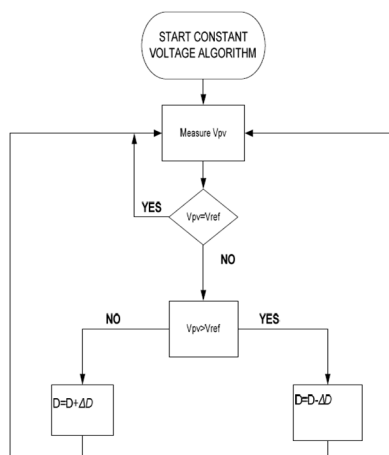 START CONSTANT
VOLTAGE ALGORITHM
Measure Vpv
YES
Vpv=Vref
NO
Vpv>Vref
NO
YES
D=D+ΔD
D=D-ΔD